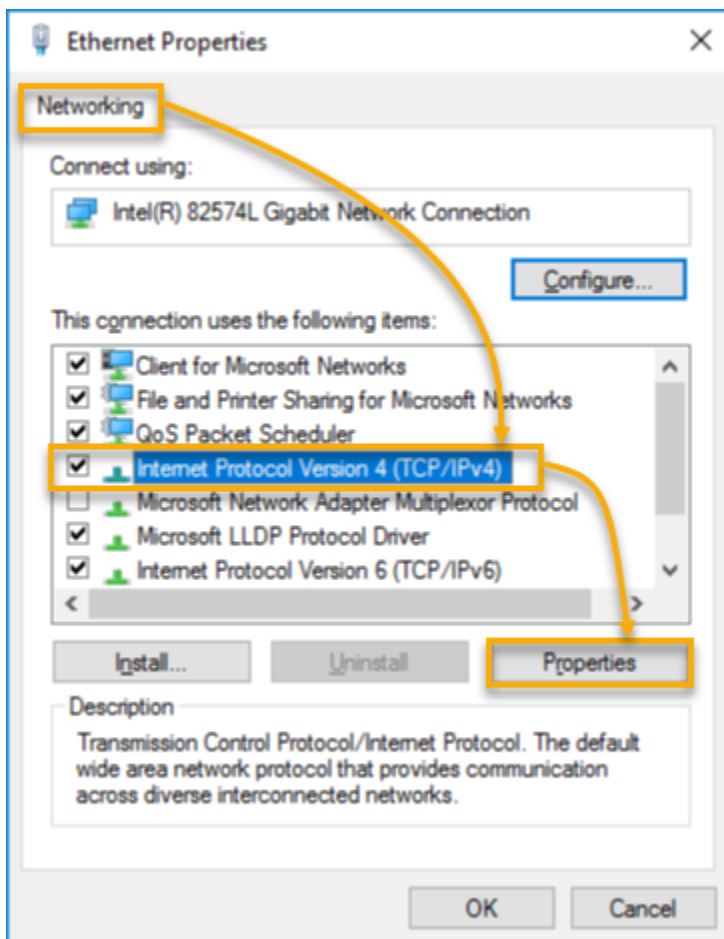 Ethernet Properties
Networking
Connect using:
Intel(R) 82574L Gigabit Network Connection
Configure...
This connection uses the following items:
Client for Microsoft Networks
File and Printer Sharing for Microsoft Networks
QoS Packet Scheduler
Internet Protocol Version 4 (TCP/IPv4)
Microsoft Network Adapter Multiplexor Protocol
Microsoft LLDP Protocol Driver
Internet Protocol Version 6 (TCP/IPv6)
Install...
Uninstall
Properties
Description
Transmission Control Protocol/Internet Protocol. The default
wide area network protocol that provides communication
across diverse interconnected networks.
OK
Cancel